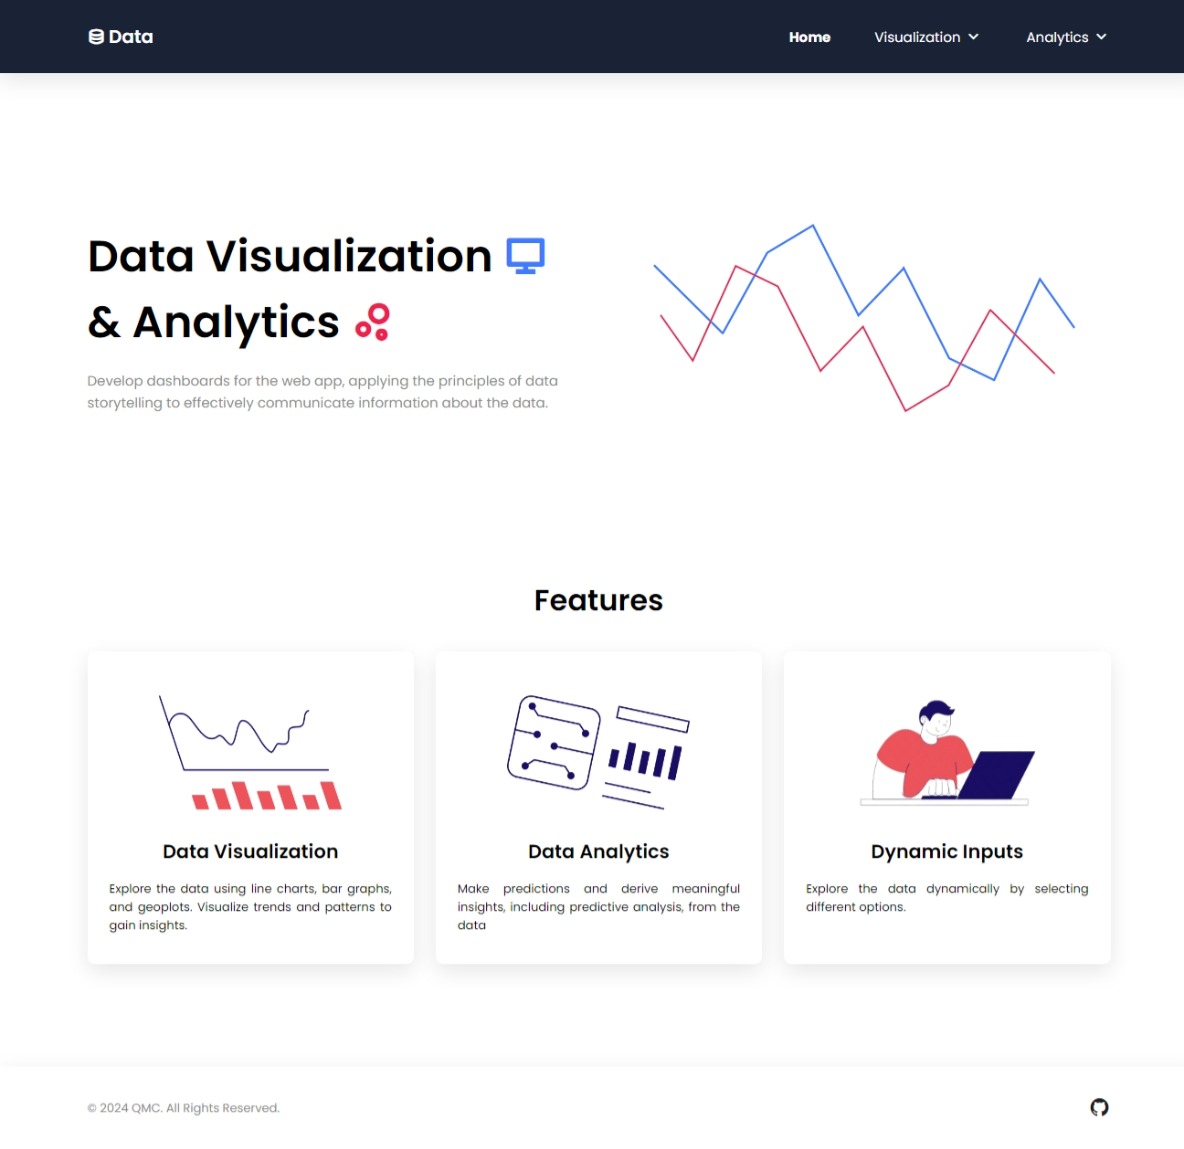 Data
Home
Visualization
Analytics
Data Visualization
& Analytics
Develop dashboards for the web app, applying the principles of data
storytelling to effectively communicate information about the data.
Features
Data Visualization
Explore the data using line charts, bar graphs,
and geoplots. Visualize trends and patterns to
gain insights.
Data Analytics
Make predictions and derive meaningful
insights, including predictive analysis, from the
data
Dynamic Inputs
Explore the data dynamically by selecting
different options.
© 2024 QMC. All Rights Reserved.